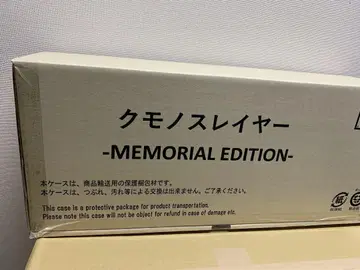 クモノスレイヤー
-MEMORIAL EDITION-
本ケースは、商品輸送用の保護梱包材です。
本ケースは、つぶれ、汚れ等による交換は出来ません、ご了承ください。
This case is a protective package for product transportation.
Please note this case will not be object for refund in case of damage etc.
紙